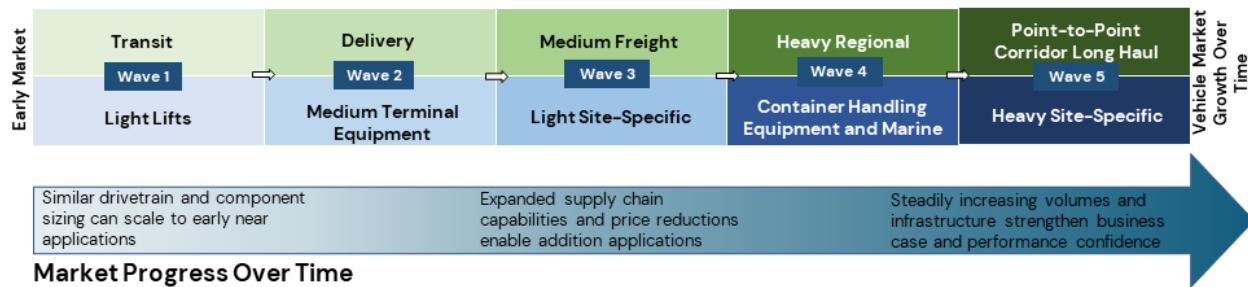 Early Market
Transit
Wave 1
Light Lifts
Delivery
Wave 2
Medium Terminal
Equipment
Medium Freight
Wave 3
Light Site-Specific
Heavy Regional
Wave 4
Container Handling
Equipment and Marine
Point-to-Point
Corridor Long Haul
Wave 5
Heavy Site-Specific
Vehicle Market
Growth Over
Time
Similar drivetrain and component
sizing can scale to early near
applications
Expanded supply chain
capabilities and price reductions
enable addition applications
Steadily increasing volumes and
infrastructure strengthen business
case and performance confidence
Market Progress Over Time